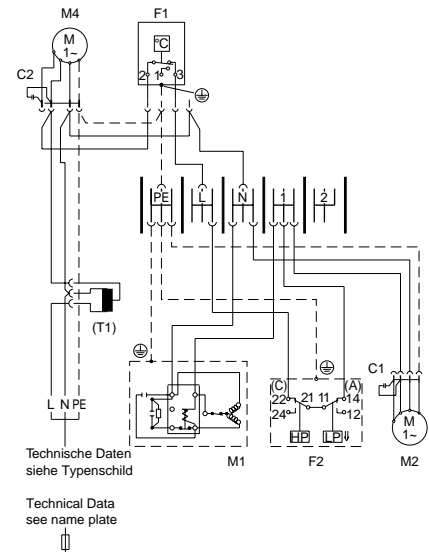 M4
F1
M
1~
°C
C2
2 1 3
PE L N 1 2
(T1)
L N PE
C1
(C) (A)
22 21 11 14
24 12
HP LP
M
1~
M1 F2 M2
Technische Daten
siehe Typenschild
Technical Data
see name plate